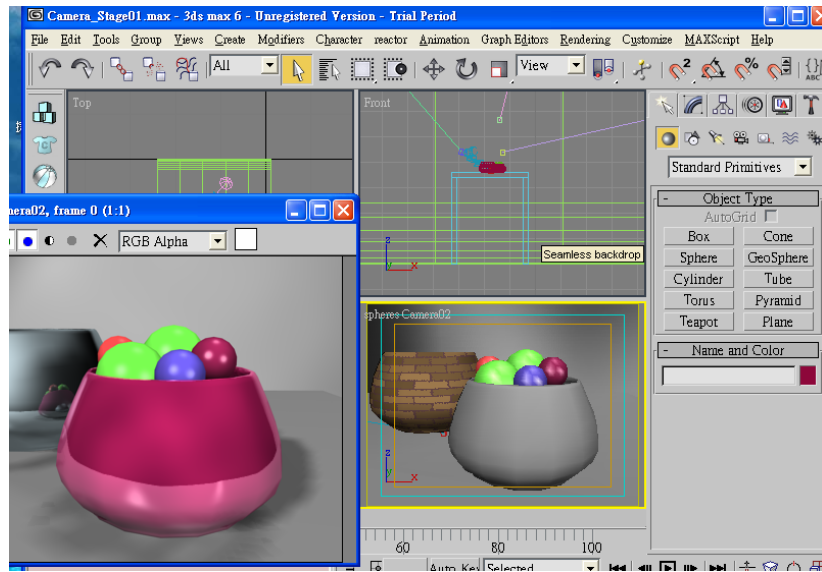 Camera_Stage01.max - 3ds max 6 - Unregistered Version - Trial Period
File Edit Tools Group Views Create Modifiers Character reactor Animation Graph Editors Rendering Customize MAXScript Help
All
View
2
%
ABC
Top
Front
Standard Primitives
mera02, frame 0 (1:1)
Object Type
AutoGrid
RGB Alpha
Box Cone
Sphere GeoSphere
Seamless backdrop
Cylinder Tube
Torus Pyramid
Teapot Plane
spheres Camera02
Name and Color
z
x
z
x
60 80 100
Auto Key Selected